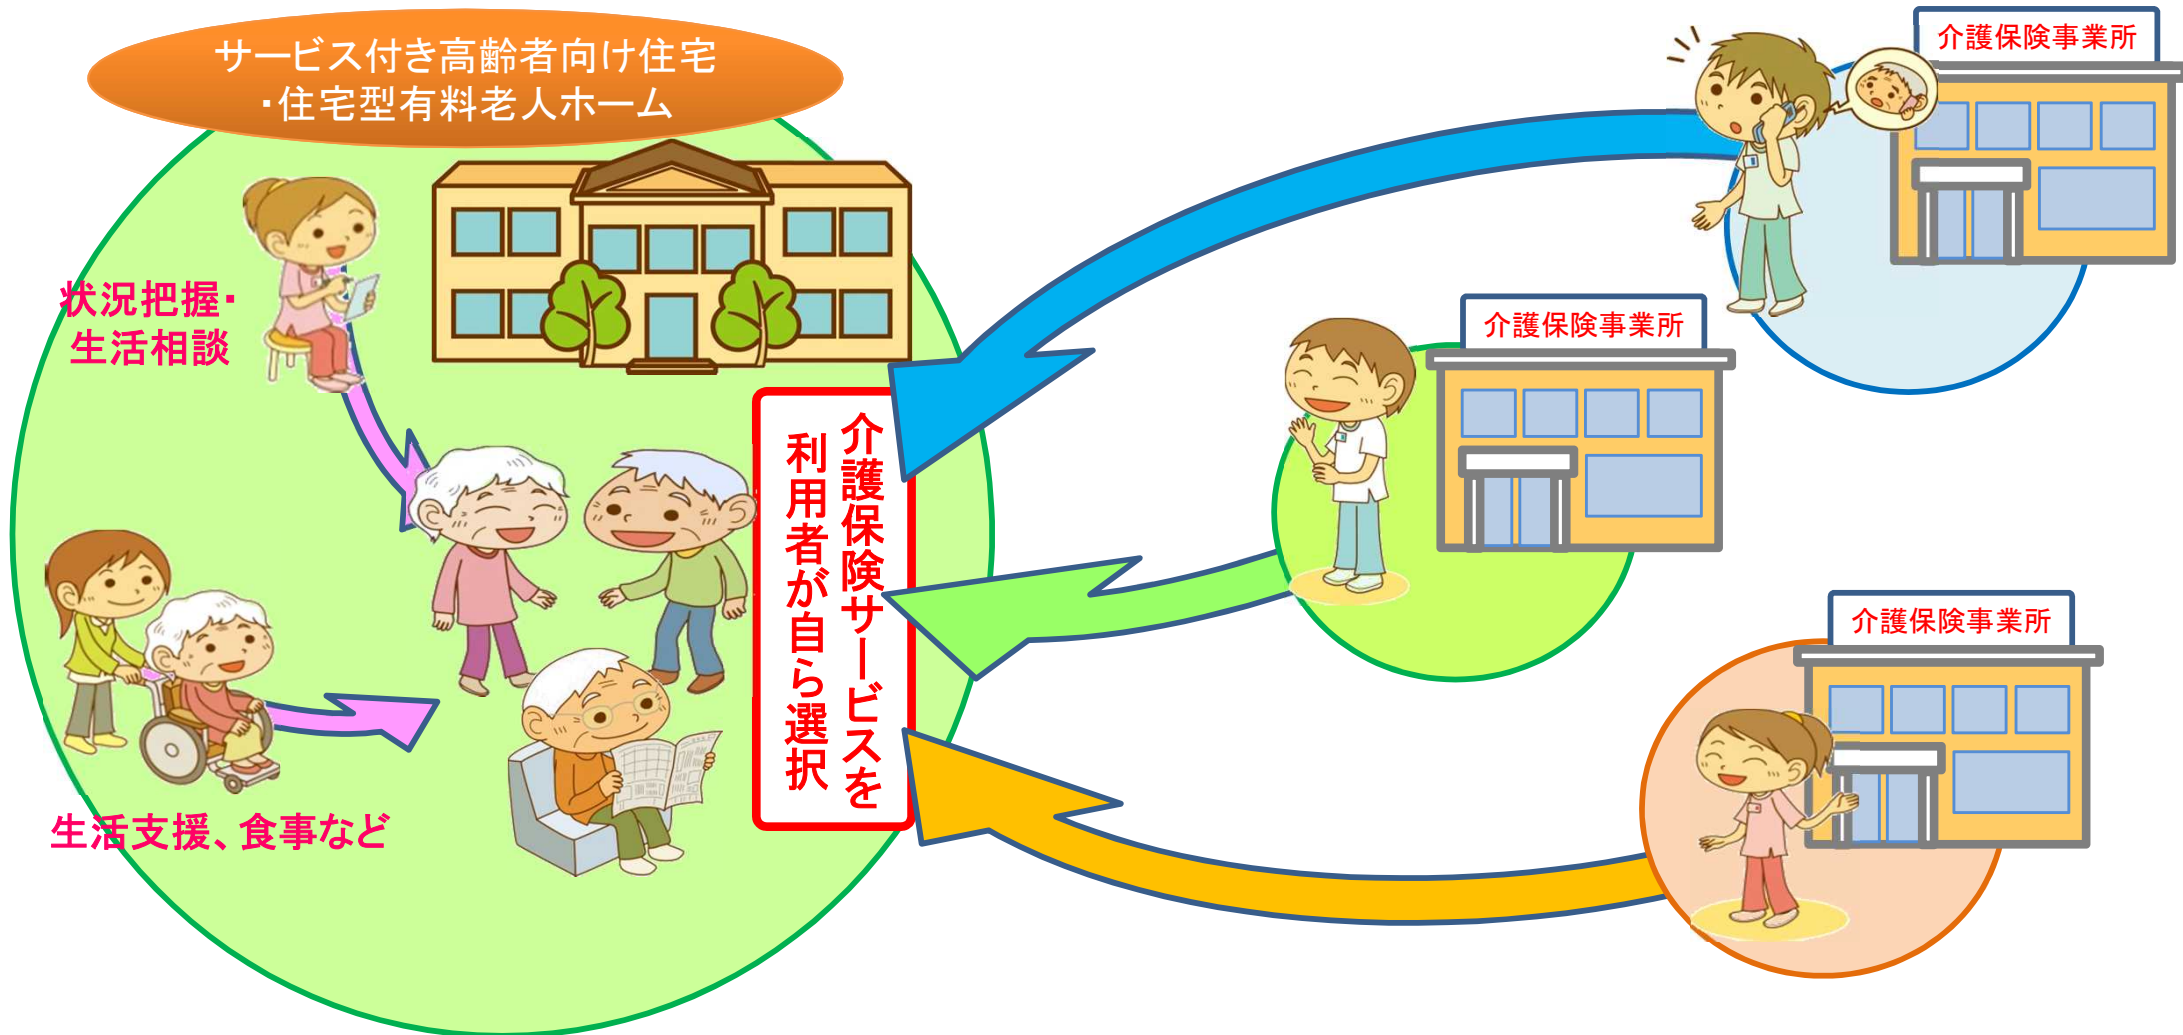 サービス付き高齢者向け住宅
・住宅型有料老人ホーム
状況把握・
生活相談
生活支援、食事など
介護保険サービスを
利用者が自ら選択
介護保険事業所
介護保険事業所
介護保険事業所